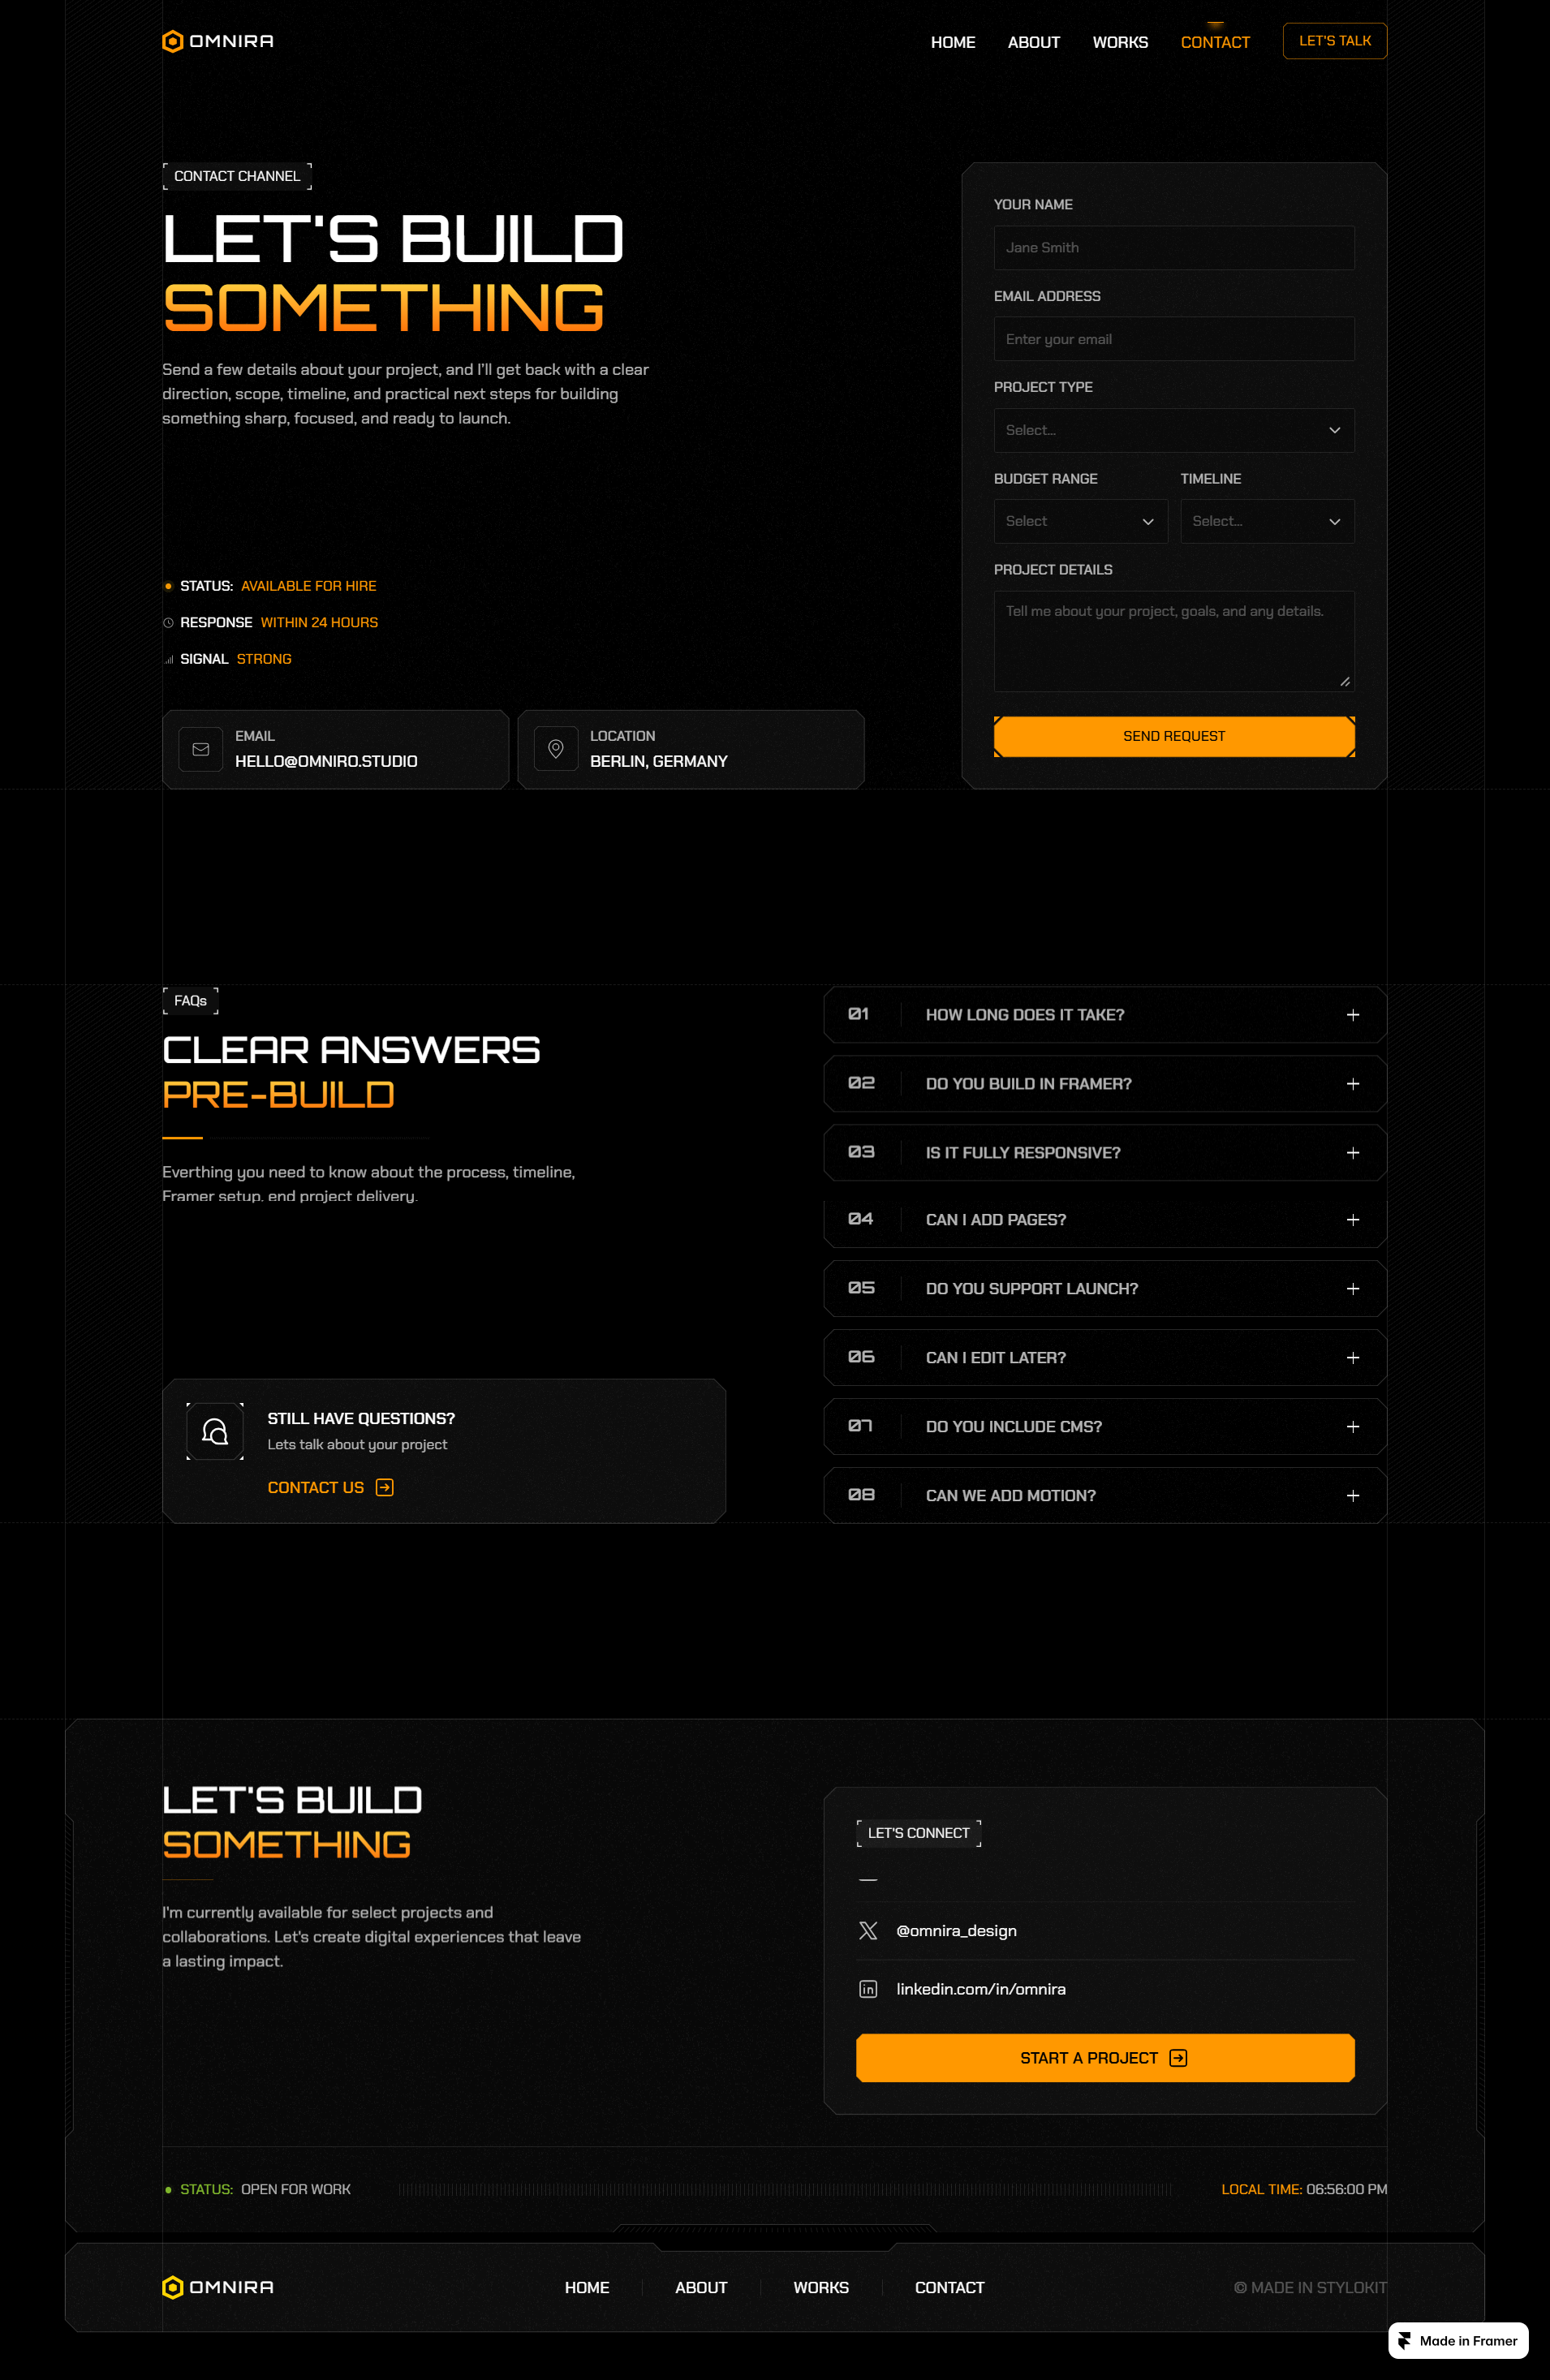 OMNIRA
HOME
ABOUT
WORKS
CONTACT
LET'S TALK
CONTACT CHANNEL
LET'S BUILD
SOMETHING
Send a few details about your project, and I'll get back with a clear
direction, scope, timeline, and practical next steps for building
something sharp, focused, and ready to launch.
STATUS: AVAILABLE FOR HIRE
RESPONSE WITHIN 24 HOURS
SIGNAL STRONG
EMAIL
HELLO@OMNIRO.STUDIO
LOCATION
BERLIN, GERMANY
YOUR NAME
Jane Smith
EMAIL ADDRESS
Enter your email
PROJECT TYPE
Select...
BUDGET RANGE
Select
TIMELINE
Select...
PROJECT DETAILS
Tell me about your project, goals, and any details.
SEND REQUEST
FAQs
CLEAR ANSWERS
PRE-BUILD
Everthing you need to know about the process, timeline,
Framer setup, end project delivery.
STILL HAVE QUESTIONS?
Lets talk about your project
CONTACT US
01 HOW LONG DOES IT TAKE?
02 DO YOU BUILD IN FRAMER?
03 IS IT FULLY RESPONSIVE?
04 CAN I ADD PAGES?
05 DO YOU SUPPORT LAUNCH?
06 CAN I EDIT LATER?
07 DO YOU INCLUDE CMS?
08 CAN WE ADD MOTION?
LET'S BUILD
SOMETHING
I'm currently available for select projects and
collaborations. Let's create digital experiences that leave
a lasting impact.
LET'S CONNECT
@omnira_design
linkedin.com/in/omnira
START A PROJECT
STATUS: OPEN FOR WORK
LOCAL TIME: 06:56:00 PM
OMNIRA
HOME
ABOUT
WORKS
CONTACT
© MADE IN STYLOKIT
Made in Framer